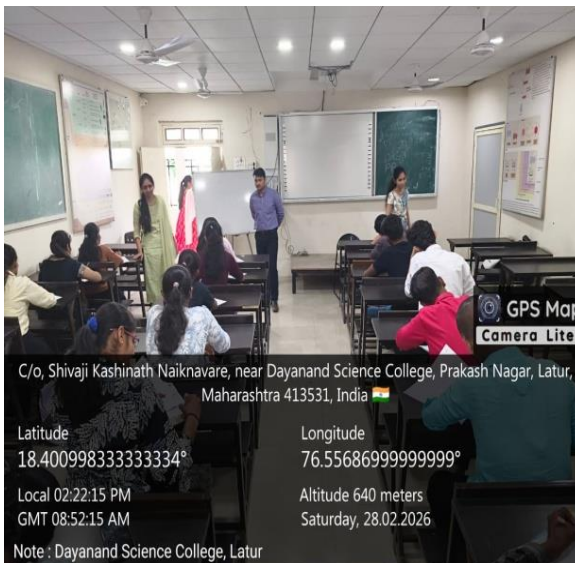 GPS Map
Camera Lite
C/o, Shivaji Kashinath Naiknavare, near Dayanand Science College, Prakash Nagar, Latur,
Maharashtra 413531, India
Latitude
18.400998333333334°
Longitude
76.55686999999999°
Local 02:22:15 PM
GMT 08:52:15 AM
Altitude 640 meters
Saturday, 28.02.2026
Note : Dayanand Science College, Latur